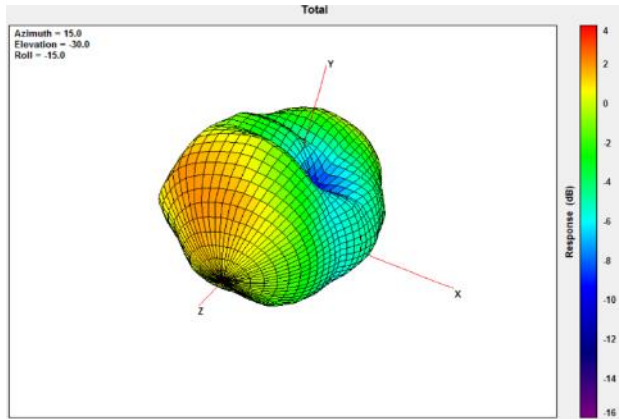 Total
Azimuth = 15.0
Elevation = -30.0
Roll = -15.0
Y
X
Z
4
2
0
-2
-4
-6
-8
-10
-12
-14
-16
Response (dB)